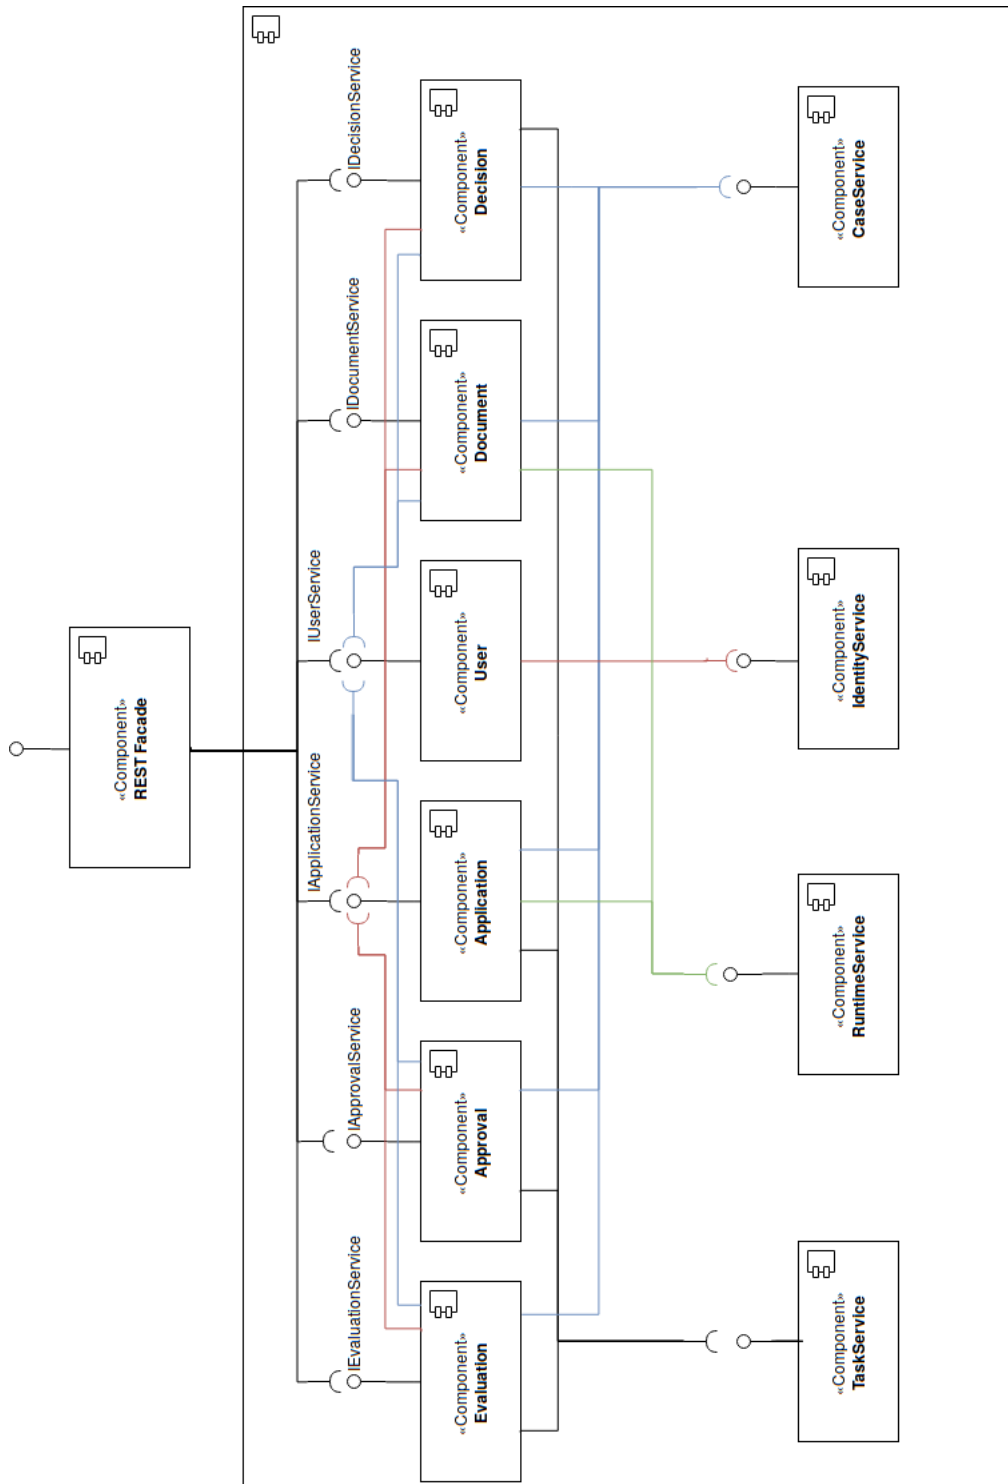 «Component»
REST Facade
IEvaluationService
IApprovalService
IApplicationService
IUserService
IDocumentService
IDecisionService
«Component»
Evaluation
«Component»
Approval
«Component»
Application
«Component»
User
«Component»
Document
«Component»
Decision
«Component»
TaskService
«Component»
RuntimeService
«Component»
IdentityService
«Component»
CaseService